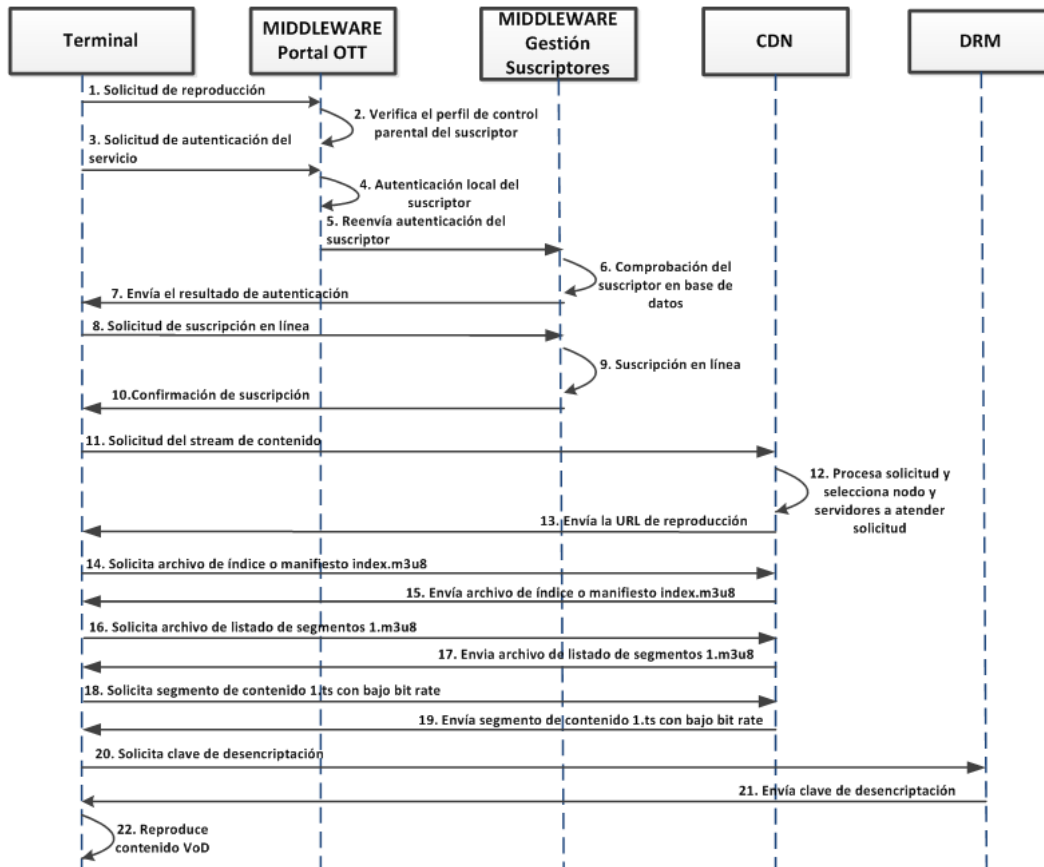 Terminal
MIDDLEWARE
Portal OTT
MIDDLEWARE
Gestión
Suscriptores
CDN
DRM
1. Solicitud de reproducción
2. Verifica el perfil de control
parental del suscriptor
3. Solicitud de autenticación del
servicio
4. Autenticación local del
suscriptor
5. Reenvía autenticación del
suscriptor
6. Comprobación del
suscriptor en base de
datos
7. Envía el resultado de autenticación
8. Solicitud de suscripción en línea
9. Suscripción en línea
10.Confirmación de suscripción
11. Solicitud del stream de contenido
12. Procesa solicitud y
selecciona nodo y
servidores a atender
solicitud
13. Envía la URL de reproducción
14. Solicita archivo de índice o manifiesto index.m3u8
15. Envía archivo de índice o manifiesto index.m3u8
16. Solicita archivo de listado de segmentos 1.m3u8
17. Envia archivo de listado de segmentos 1.m3u8
18. Solicita segmento de contenido 1.ts con bajo bit rate
19. Envía segmento de contenido 1.ts con bajo bit rate
20. Solicita clave de desencriptación
21. Envía clave de desencriptación
22. Reproduce
contenido VoD